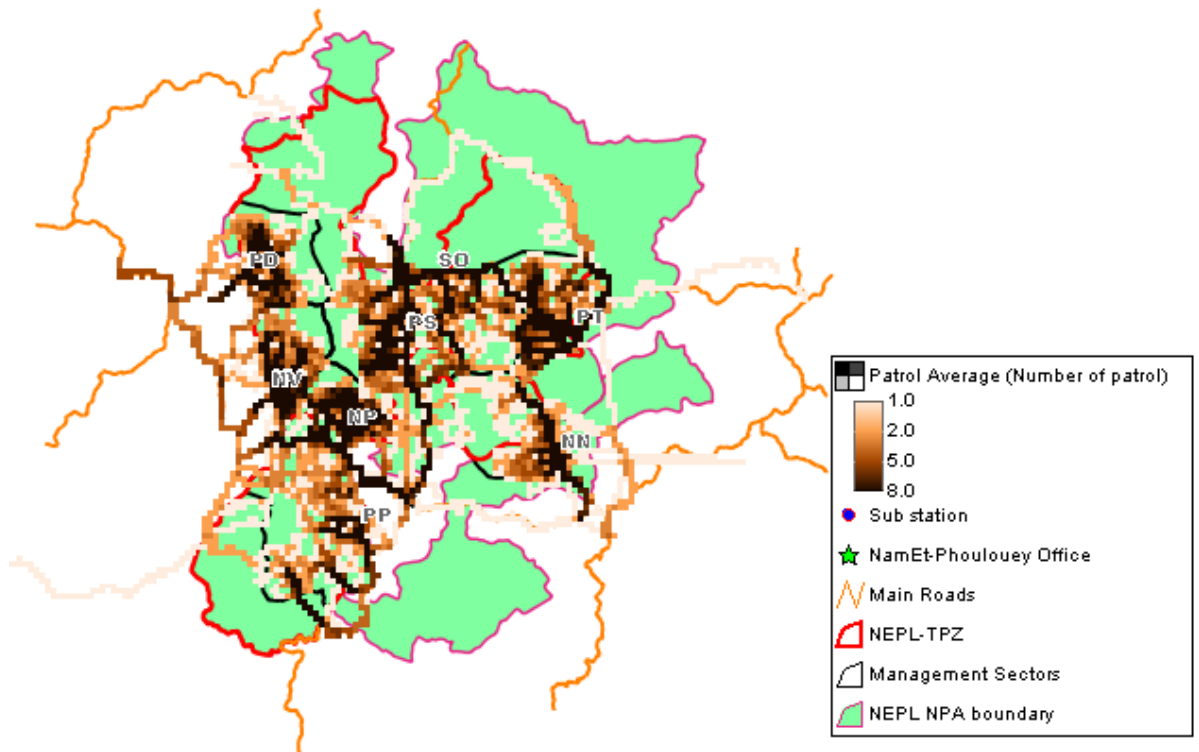 PD
SO
PS
PT
NV
NP
NN
PP
Patrol Average (Number of patrol)
1.0
2.0
5.0
8.0
Sub station
NamEt-Phoulouey Office
Main Roads
NEPL-TPZ
Management Sectors
NEPL NPA boundary